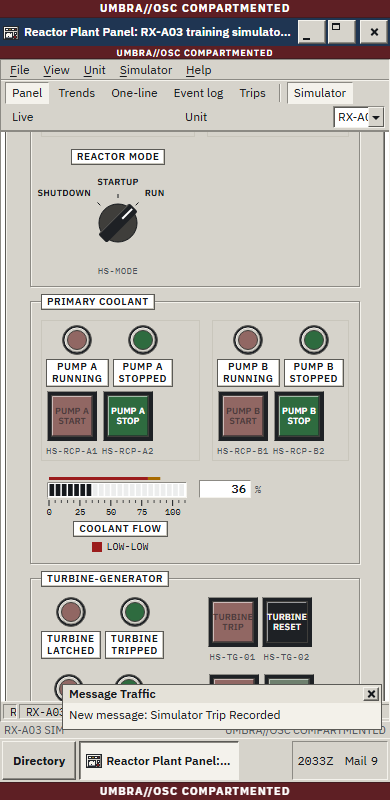 UMBRA//OSC COMPARTMENTED
Reactor Plant Panel: RX-A03 training simulato...
UMBRA//OSC COMPARTMENTED
File View Unit Simulator Help
Panel Trends One-line Event log Trips Simulator
Live Unit RX-A0
REACTOR MODE
STARTUP
SHUTDOWN RUN
HS-MODE
PRIMARY COOLANT
PUMP A RUNNING PUMP A STOPPED PUMP B RUNNING PUMP B STOPPED
PUMP A START PUMP A STOP PUMP B START PUMP B STOP
HS-RCP-A1 HS-RCP-A2 HS-RCP-B1 HS-RCP-B2
36 %
0 25 50 75 100
COOLANT FLOW
LOW-LOW
TURBINE-GENERATOR
TURBINE TRIP TURBINE RESET
TURBINE LATCHED TURBINE TRIPPED
HS-TG-01 HS-TG-02
Message Traffic
New message: Simulator Trip Recorded
R RX-A03
RX-A03 SIM UMBRA//OSC COMPARTMENTED
Directory Reactor Plant Panel:... 2033Z Mail 9
UMBRA//OSC COMPARTMENTED